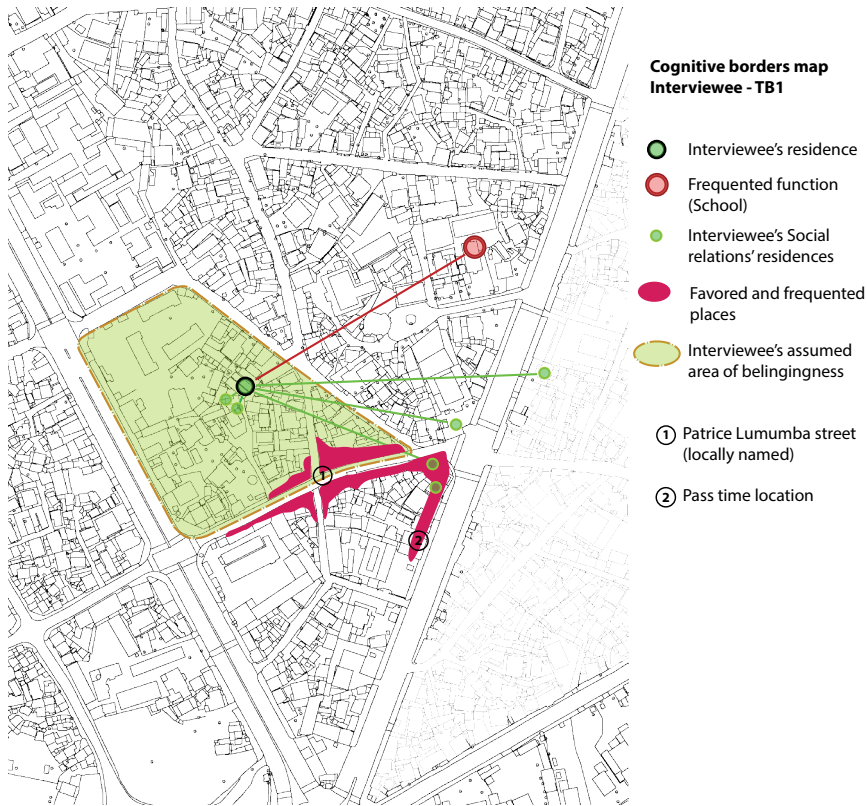 Cognitive borders map
Interviewee - TB1
Interviewee's residence
Frequented function
(School)
Interviewee's Social
relations' residences
Favored and frequented
places
Interviewee's assumed
area of belingingness
1 Patrice Lumumba street
(locally named)
2 Pass time location
1
2